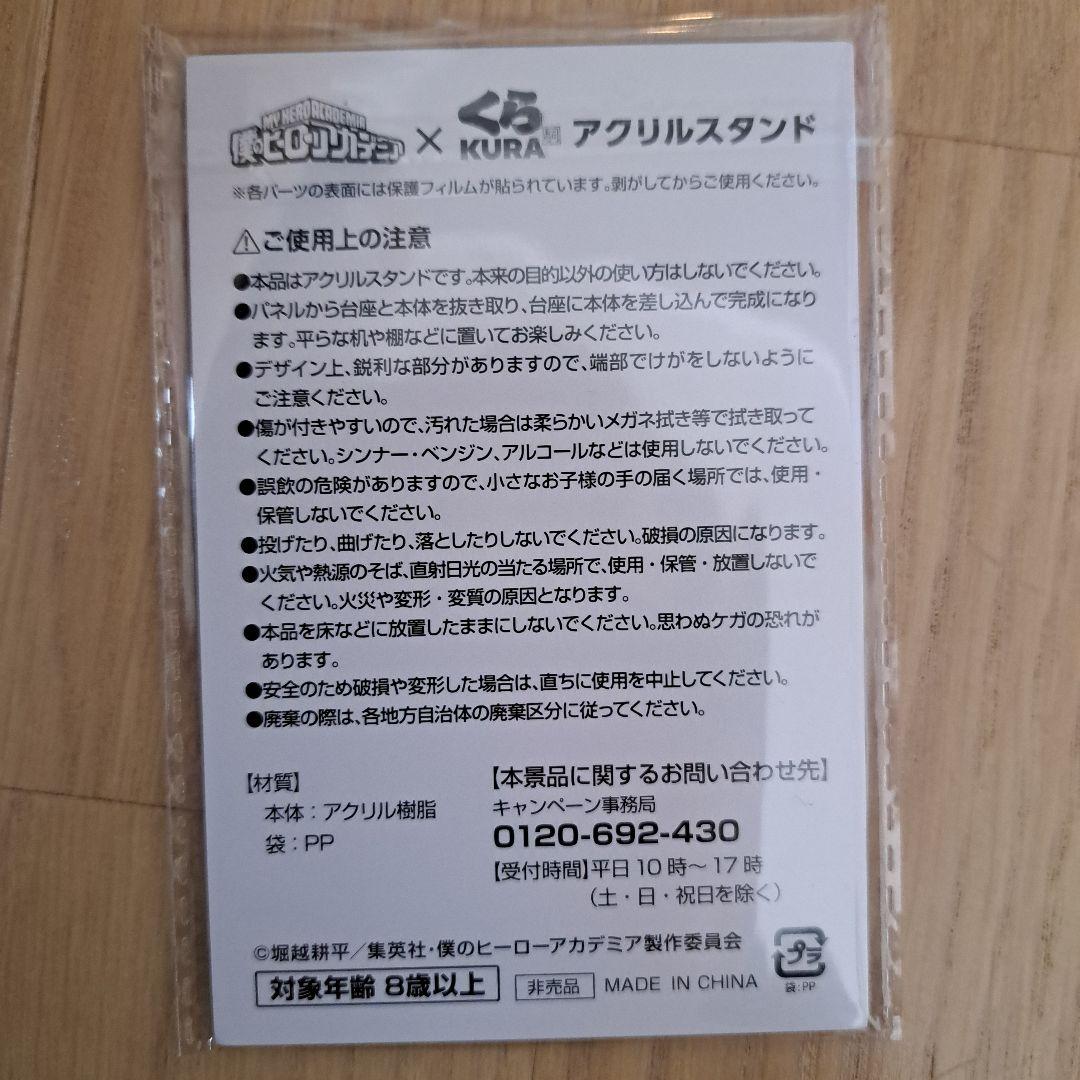 MY HERO ACADEMIA
僕のヒーローアカデミア × くら KURA アクリルスタンド
※各パーツの表面には保護フィルムが貼られています。剥がしてからご使用ください。
ご使用上の注意
●本品はアクリルスタンドです。本来の目的以外の使い方はしないでください。
●パネルから台座と本体を抜き取り、台座に本体を差し込んで完成になり
ます。平らな机や棚などに置いてお楽しみください。
●デザイン上、鋭利な部分がありますので、端部でけがをしないように
ご注意ください。
●傷が付きやすいので、汚れた場合は柔らかいメガネ拭き等で拭き取って
ください。シンナー・ベンジン、アルコールなどは使用しないでください。
●誤飲の危険がありますので、小さなお子様の手の届く場所では、使用・
保管しないでください。
●投げたり、曲げたり、落としたりしないでください。破損の原因になります。
●火気や熱源のそば、直射日光の当たる場所で、使用・保管・放置しないで
ください。火災や変形・変質の原因となります。
●本品を床などに放置したままにしないでください。思わぬケガの恐れが
あります。
●安全のため破損や変形した場合は、直ちに使用を中止してください。
●廃棄の際は、各地方自治体の廃棄区分に従ってください。
【材質】
本体：アクリル樹脂
袋：PP
【本景品に関するお問い合わせ先】
キャンペーン事務局
0120-692-430
【受付時間】平日10時～17時
（土・日・祝日を除く）
©堀越耕平／集英社・僕のヒーローアカデミア製作委員会
対象年齢 8歳以上
非売品
MADE IN CHINA
プラ
袋：PP